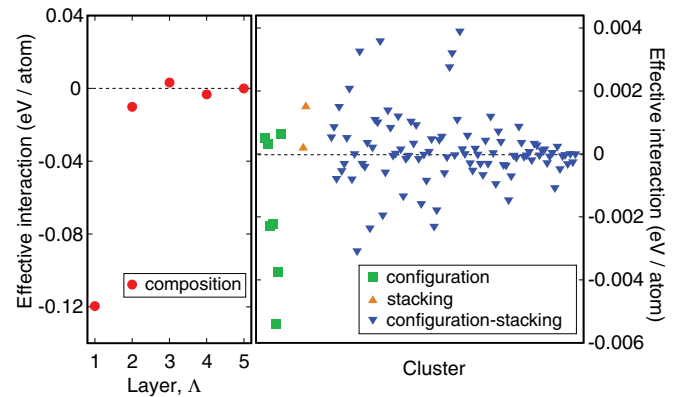 Effective interaction (eV / atom)
0.04
0
-0.04
-0.08
-0.12
composition
1 2 3 4 5
Layer, Λ
configuration
stacking
configuration-stacking
Cluster
0.004
0.002
0
-0.002
-0.004
-0.006
Effective interaction (eV / atom)